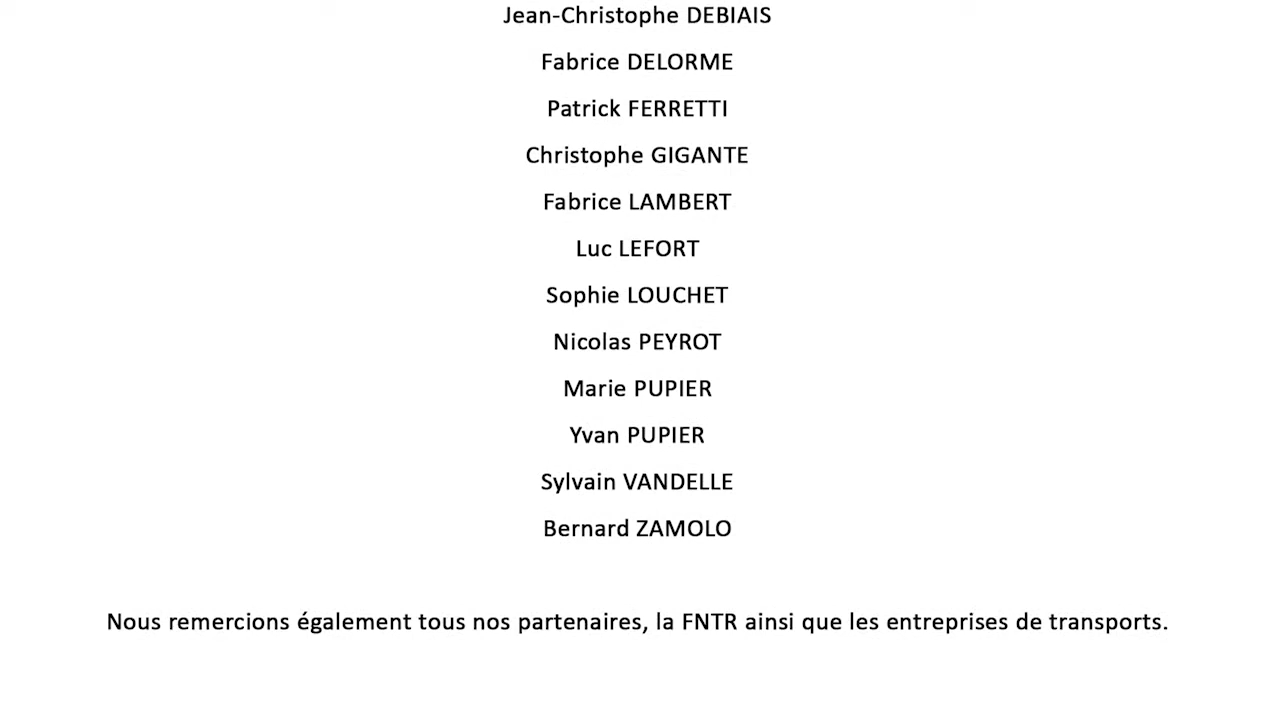 Jean-Christophe DEBIAIS
Fabrice DELORME
Patrick FERRETTI
Christophe GIGANTE
Fabrice LAMBERT
Luc LEFORT
Sophie LOUCHET
Nicolas PEYROT
Marie PUPIER
Yvan PUPIER
Sylvain VANDELLE
Bernard ZAMOLO
Nous remercions également tous nos partenaires, la FNTR ainsi que les entreprises de transports.